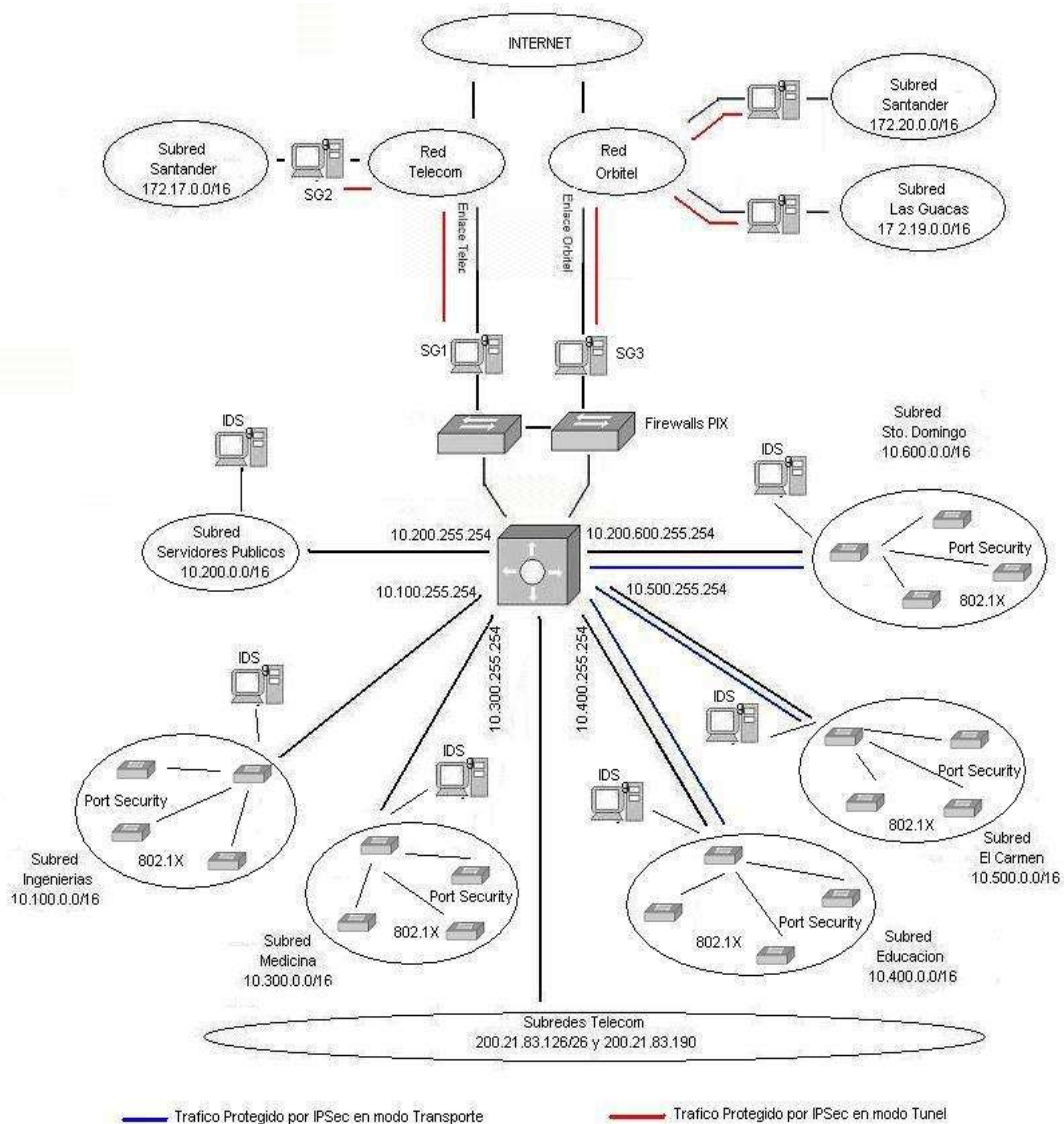 INTERNET
Subred
Santander
172.17.0.0/16
SG2
Red
Telecom
Red
Orbitel
Subred
Santander
172.20.0.0/16
Subred
Las Guacas
17 2.19.0.0/16
Enlace Telec
Enlace Orbitel
SG1
SG3
Firewalls PIX
IDS
Subred
Servidores Publicos
10.200.0.0/16
10.200.255.254
10.200.600.255.254
10.100.255.254
10.500.255.254
10.300.255.254
10.400.255.254
Subred
Sto. Domingo
10.600.0.0/16
IDS
Port Security
802.1X
IDS
Port Security
802.1X
Subred
Ingenierias
10.100.0.0/16
IDS
Port Security
802.1X
Subred
Medicina
10.300.0.0/16
IDS
Port Security
802.1X
Subred
Educacion
10.400.0.0/16
IDS
Port Security
802.1X
Subred
El Carmen
10.500.0.0/16
Subredes Telecom
200.21.83.126/26 y 200.21.83.190
Trafico Protegido por IPSec en modo Transporte
Trafico Protegido por IPSec en modo Tunel